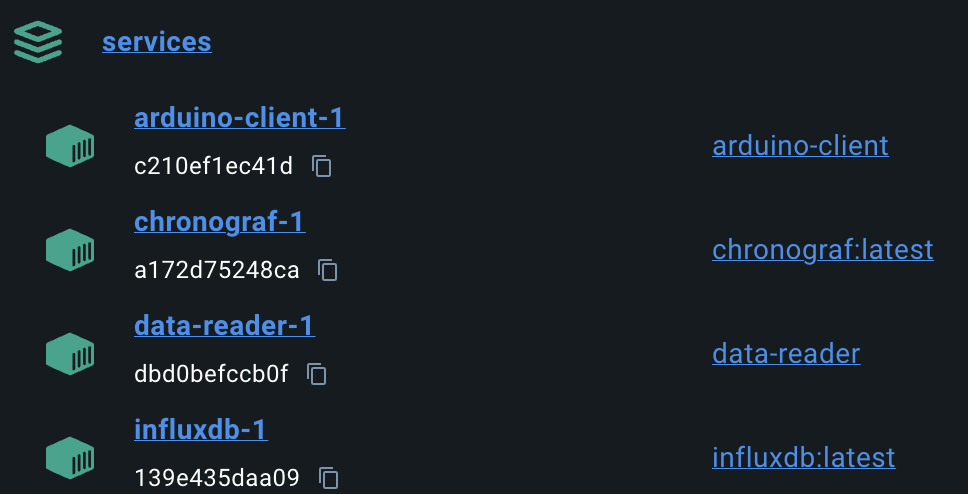 services
arduino-client-1
c210ef1ec41d
arduino-client
chronograf-1
a172d75248ca
chronograf:latest
data-reader-1
dbd0befccb0f
data-reader
influxdb-1
139e435daa09
influxdb:latest